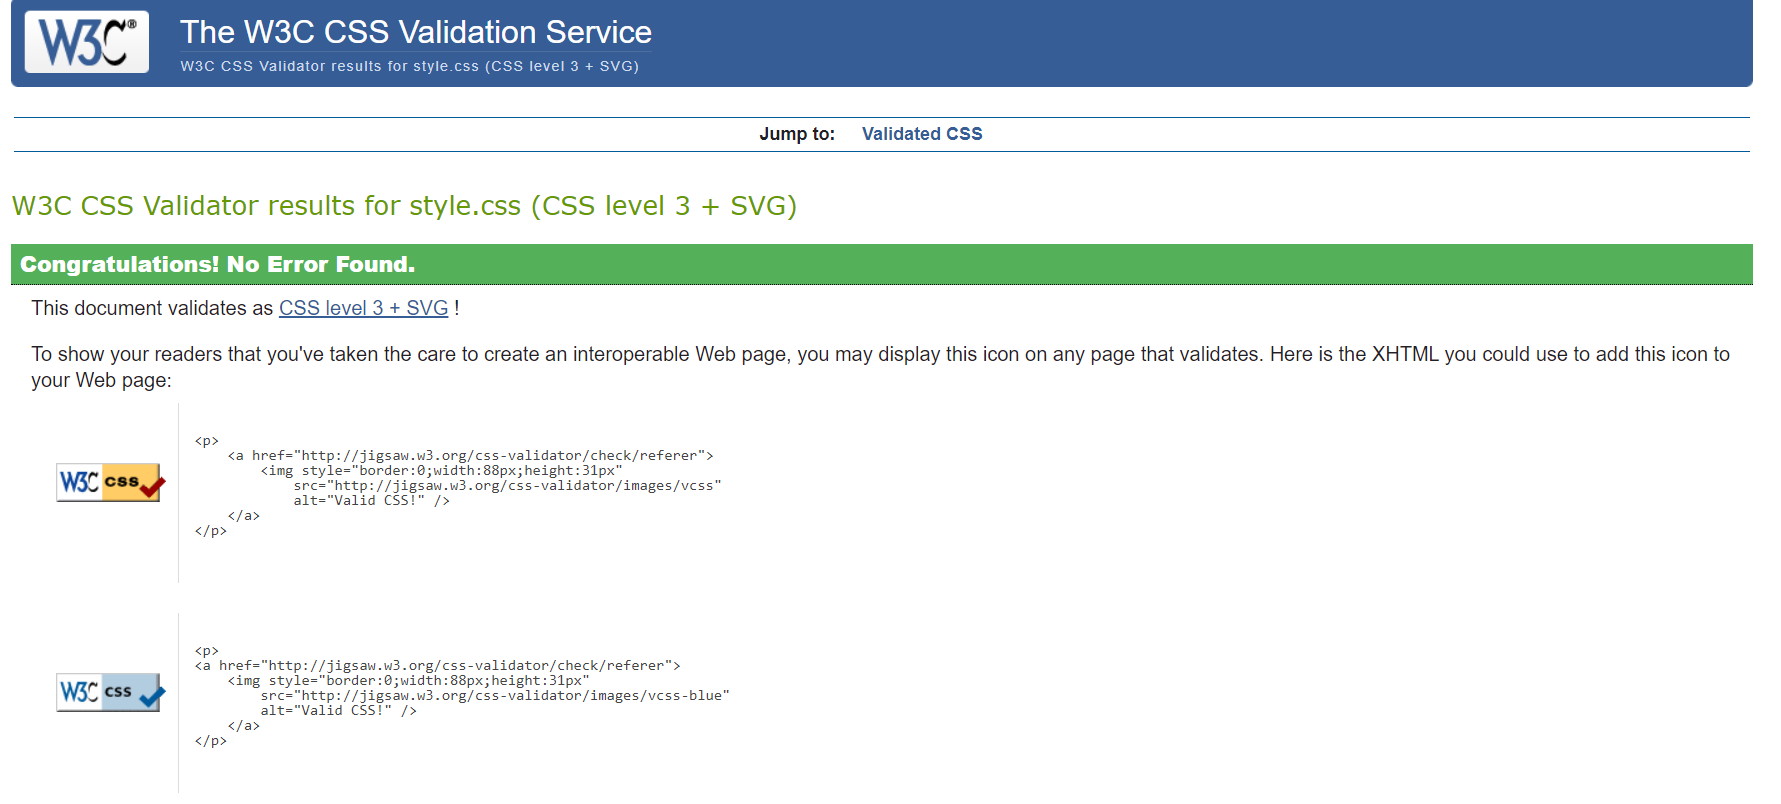 W3C®
The W3C CSS Validation Service
W3C CSS Validator results for style.css (CSS level 3 + SVG)
Jump to: Validated CSS
W3C CSS Validator results for style.css (CSS level 3 + SVG)
Congratulations! No Error Found.
This document validates as CSS level 3 + SVG !
To show your readers that you've taken the care to create an interoperable Web page, you may display this icon on any page that validates. Here is the XHTML you could use to add this icon to
your Web page:
W3C css
<p>
    <a href="http://jigsaw.w3.org/css-validator/check/referer">
        <img style="border:0;width:88px;height:31px"
            src="http://jigsaw.w3.org/css-validator/images/vcss"
            alt="Valid CSS!" />
    </a>
</p>
W3C css
<p>
<a href="http://jigsaw.w3.org/css-validator/check/referer">
    <img style="border:0;width:88px;height:31px"
        src="http://jigsaw.w3.org/css-validator/images/vcss-blue"
        alt="Valid CSS!" />
    </a>
</p>